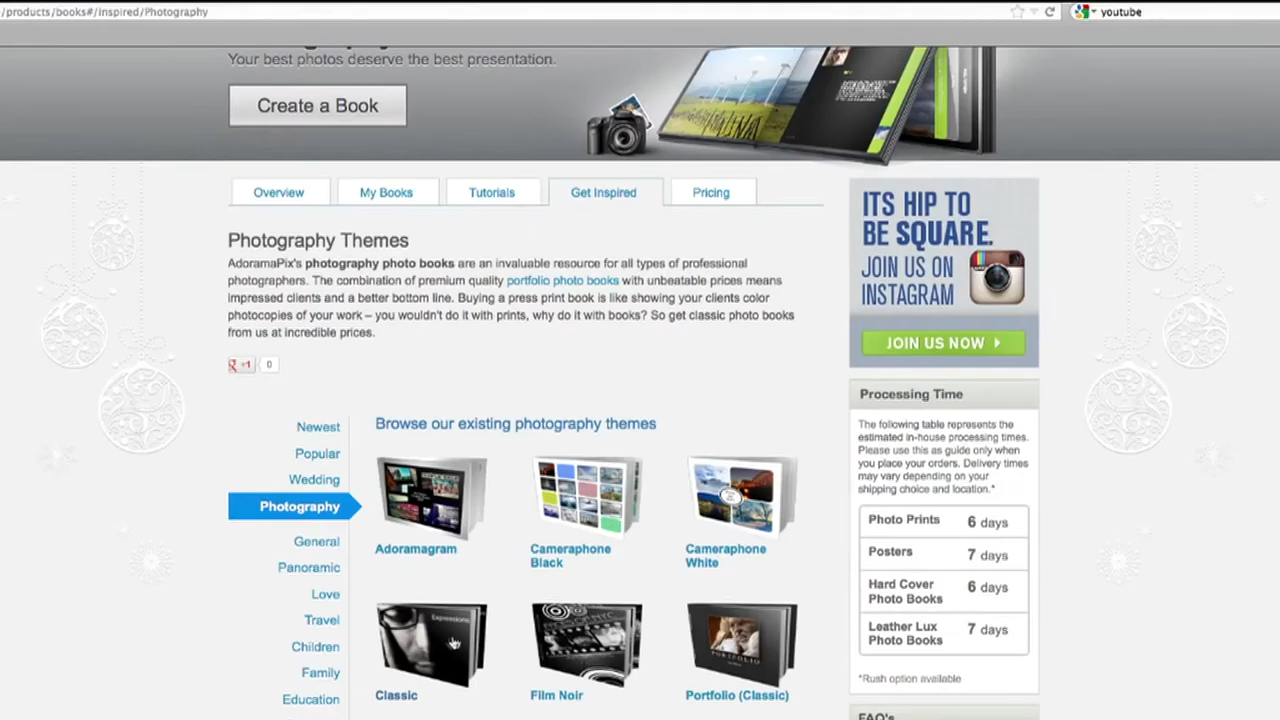 /products/books#/inspired/Photography
youtube
Your best photos deserve the best presentation.
Create a Book
Overview
My Books
Tutorials
Get Inspired
Pricing
Photography Themes
AdoramaPix's photography photo books are an invaluable resource for all types of professional
photographers. The combination of premium quality portfolio photo books with unbeatable prices means
impressed clients and a better bottom line. Buying a press print book is like showing your clients color
photocopies of your work – you wouldn't do it with prints, why do it with books? So get classic photo books
from us at incredible prices.
+1
0
Newest
Popular
Wedding
Photography
General
Panoramic
Love
Travel
Children
Family
Education
Browse our existing photography themes
Adoramagram
Cameraphone
Black
Cameraphone
White
Expressions
PORTFOLIO
Classic
Film Noir
Portfolio (Classic)
ITS HIP TO
BE SQUARE.
JOIN US ON
INSTAGRAM
JOIN US NOW
Processing Time
The following table represents the
estimated in-house processing times.
Please use this as guide only when
you place your orders. Delivery times
may vary depending on your
shipping choice and location.*
Photo Prints 6 days
Posters 7 days
Hard Cover
Photo Books 6 days
Leather Lux
Photo Books 7 days
*Rush option available
FAQ's